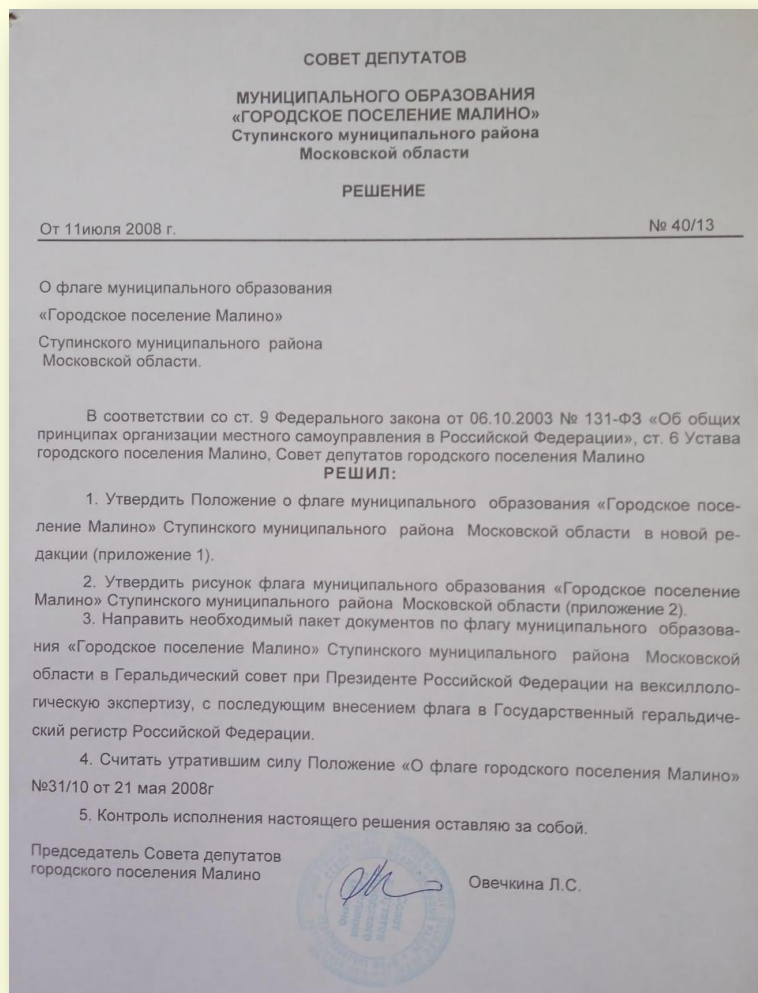 СОВЕТ ДЕПУТАТОВ
МУНИЦИПАЛЬНОГО ОБРАЗОВАНИЯ
«ГОРОДСКОЕ ПОСЕЛЕНИЕ МАЛИНО»
Ступинского муниципального района
Московской области
РЕШЕНИЕ
От 11июля 2008 г. № 40/13
О флаге муниципального образования
«Городское поселение Малино»
Ступинского муниципального района
Московской области.
В соответствии со ст. 9 Федерального закона от 06.10.2003 № 131-ФЗ «Об общих
принципах организации местного самоуправления в Российской Федерации», ст. 6 Устава
городского поселения Малино, Совет депутатов городского поселения Малино
РЕШИЛ:
1. Утвердить Положение о флаге муниципального образования «Городское посе-
ление Малино» Ступинского муниципального района Московской области в новой ре-
дакции (приложение 1).
2. Утвердить рисунок флага муниципального образования «Городское поселение
Малино» Ступинского муниципального района Московской области (приложение 2).
3. Направить необходимый пакет документов по флагу муниципального образова-
ния «Городское поселение Малино» Ступинского муниципального района Московской
области в Геральдический совет при Президенте Российской Федерации на вексиллоло-
гическую экспертизу, с последующим внесением флага в Государственный геральдиче-
ский регистр Российской Федерации.
4. Считать утратившим силу Положение «О флаге городского поселения Малино»
№31/10 от 21 мая 2008г
5. Контроль исполнения настоящего решения оставляю за собой.
Председатель Совета депутатов
городского поселения Малино
Овечкина Л.С.